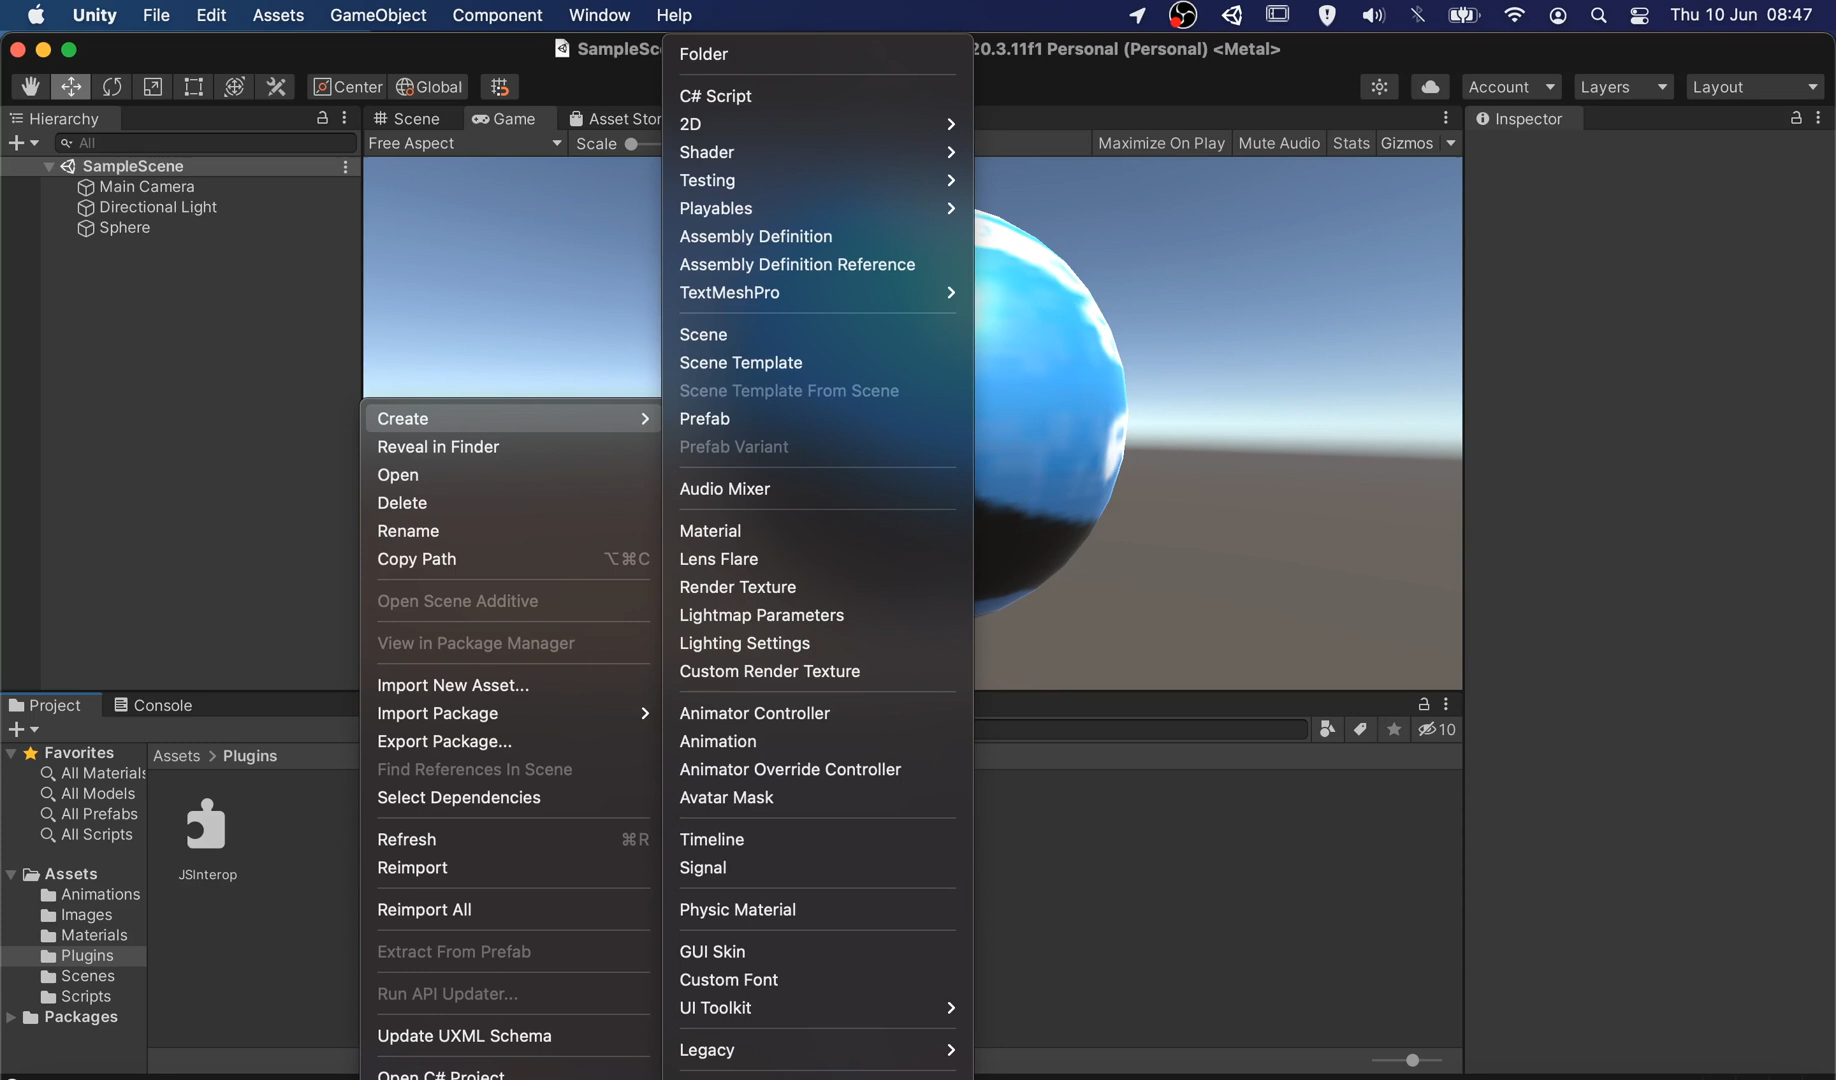 Unity File Edit Assets GameObject Component Window Help Thu 10 Jun 08:47
SampleSc 20.3.11f1 Personal (Personal) <Metal>
Center Global Account Layers Layout
Hierarchy Scene Game Asset Stor Inspector
All Free Aspect Scale Maximize On Play Mute Audio Stats Gizmos
SampleScene
Main Camera
Directional Light
Sphere
Create
Reveal in Finder
Open
Delete
Rename
Copy Path ⌥⌘C
Open Scene Additive
View in Package Manager
Import New Asset...
Import Package
Export Package...
Find References In Scene
Select Dependencies
Refresh ⌘R
Reimport
Reimport All
Extract From Prefab
Run API Updater...
Update UXML Schema
Open C# Project
Folder
C# Script
2D
Shader
Testing
Playables
Assembly Definition
Assembly Definition Reference
TextMeshPro
Scene
Scene Template
Scene Template From Scene
Prefab
Prefab Variant
Audio Mixer
Material
Lens Flare
Render Texture
Lightmap Parameters
Lighting Settings
Custom Render Texture
Animator Controller
Animation
Animator Override Controller
Avatar Mask
Timeline
Signal
Physic Material
GUI Skin
Custom Font
UI Toolkit
Legacy
Project Console
10
Favorites
All Materials
All Models
All Prefabs
All Scripts
Assets
Animations
Images
Materials
Plugins
Scenes
Scripts
Packages
Assets > Plugins
JSInterop